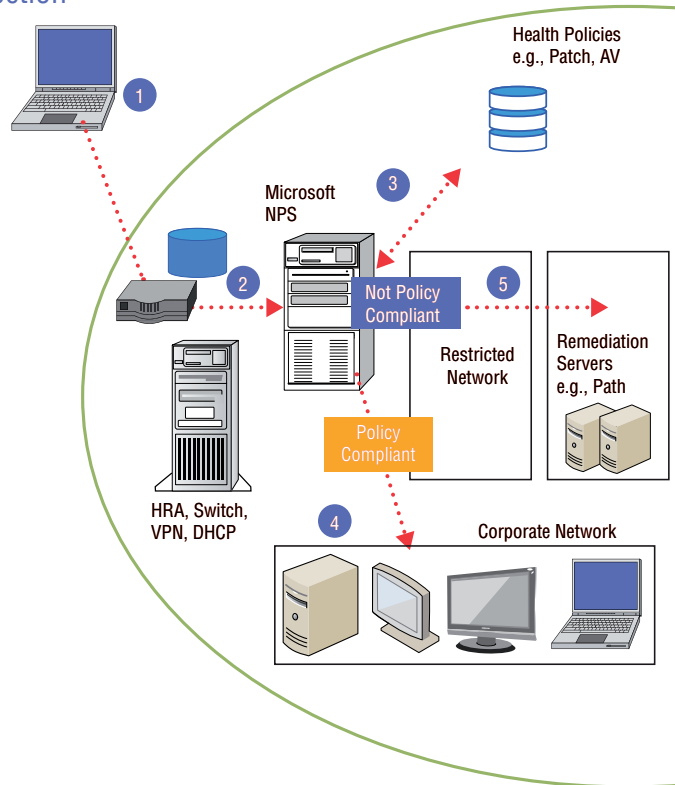 Health Policies
e.g., Patch, AV
1
Microsoft
NPS
3
2
Not Policy
Compliant
5
Restricted
Network
Remediation
Servers
e.g., Path
Policy
Compliant
HRA, Switch,
VPN, DHCP
4
Corporate Network